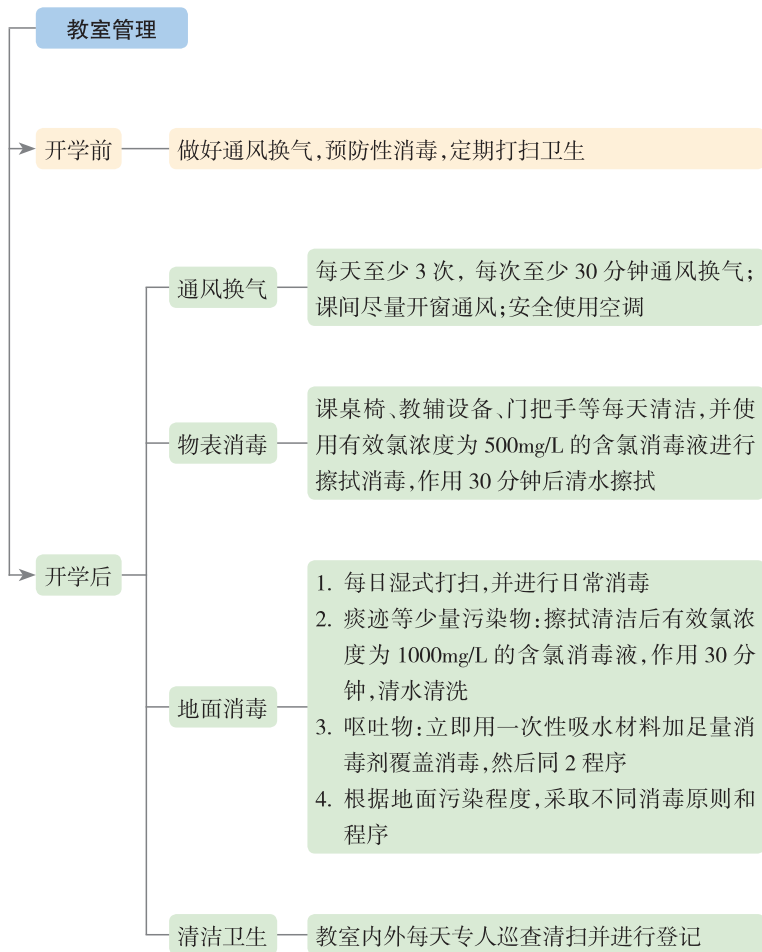 教室管理
开学前
做好通风换气,预防性消毒,定期打扫卫生
开学后
通风换气
每天至少 3 次, 每次至少 30 分钟通风换气;
课间尽量开窗通风;安全使用空调
物表消毒
课桌椅、教辅设备、门把手等每天清洁,并使
用有效氯浓度为 500mg/L 的含氯消毒液进行
擦拭消毒,作用 30 分钟后清水擦拭
地面消毒
1. 每日湿式打扫,并进行日常消毒
2. 痰迹等少量污染物:擦拭清洁后有效氯浓
度为 1000mg/L 的含氯消毒液,作用 30 分
钟,清水清洗
3. 呕吐物:立即用一次性吸水材料加足量消
毒剂覆盖消毒,然后同 2 程序
4. 根据地面污染程度,采取不同消毒原则和
程序
清洁卫生
教室内外每天专人巡查清扫并进行登记